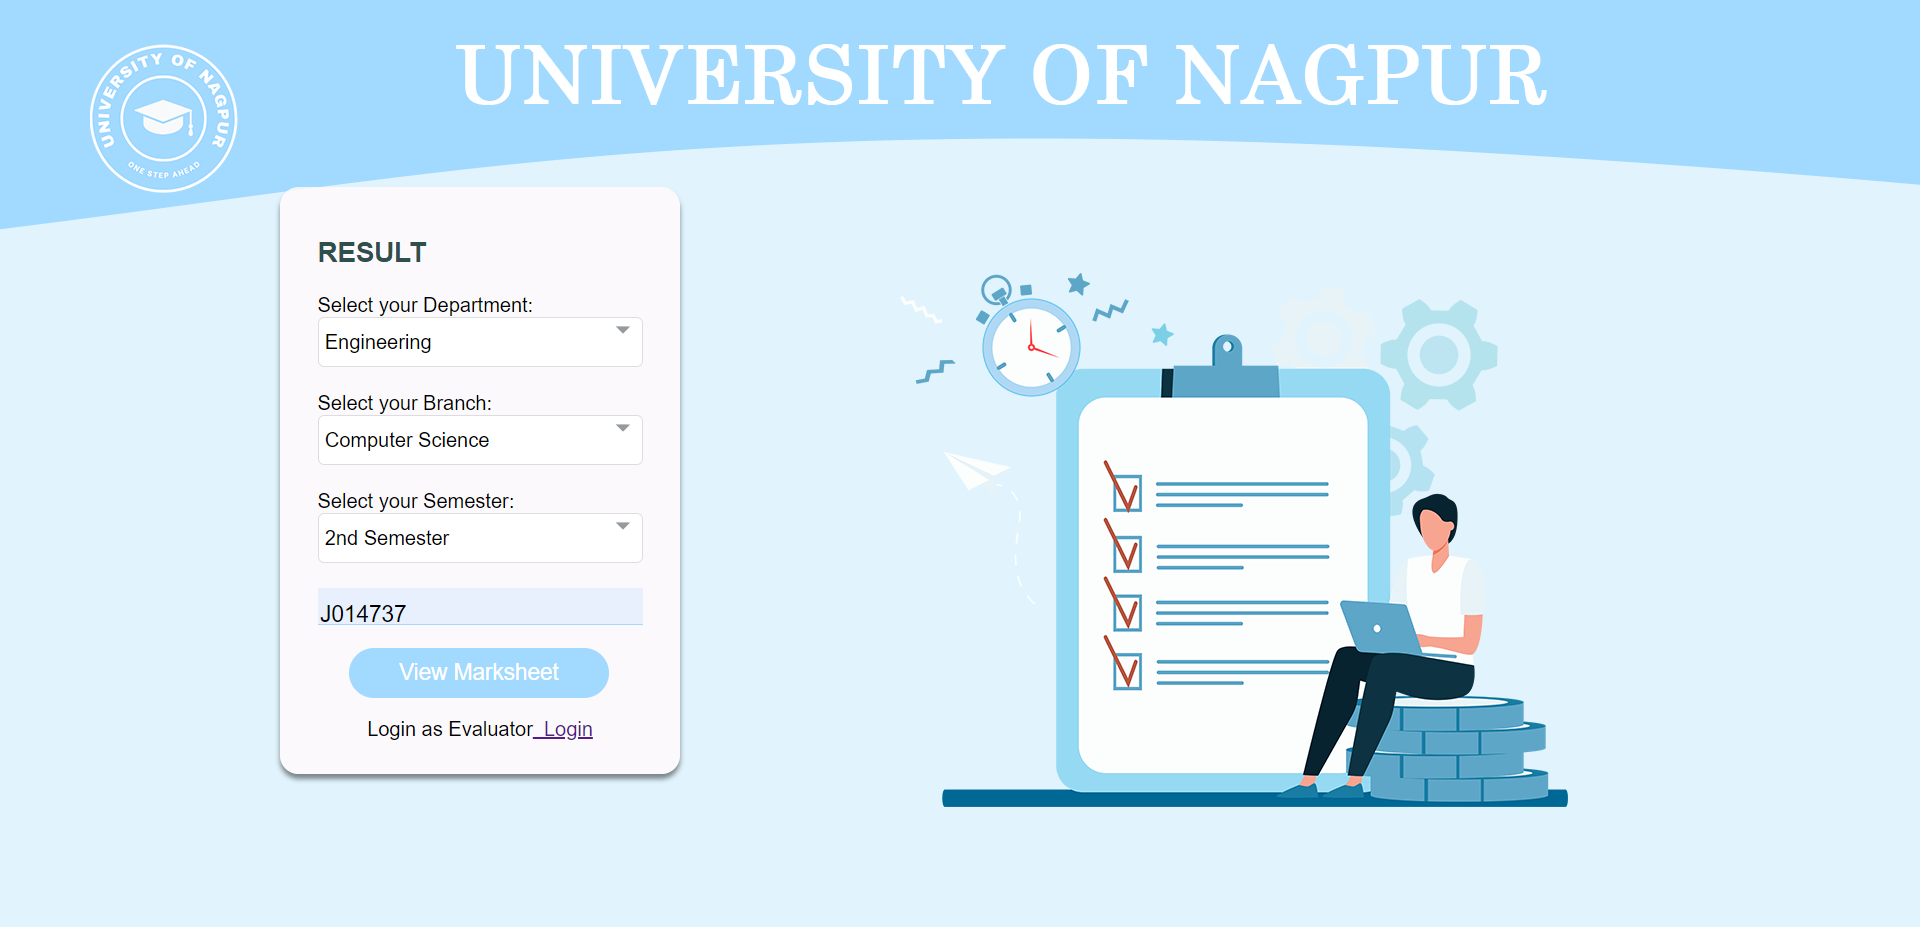 UNIVERSITY OF NAGPUR
UNIVERSITY OF NAGPUR
ONE STEP AHEAD
RESULT
Select your Department:
Engineering
Select your Branch:
Computer Science
Select your Semester:
2nd Semester
J014737
View Marksheet
Login as Evaluator  Login